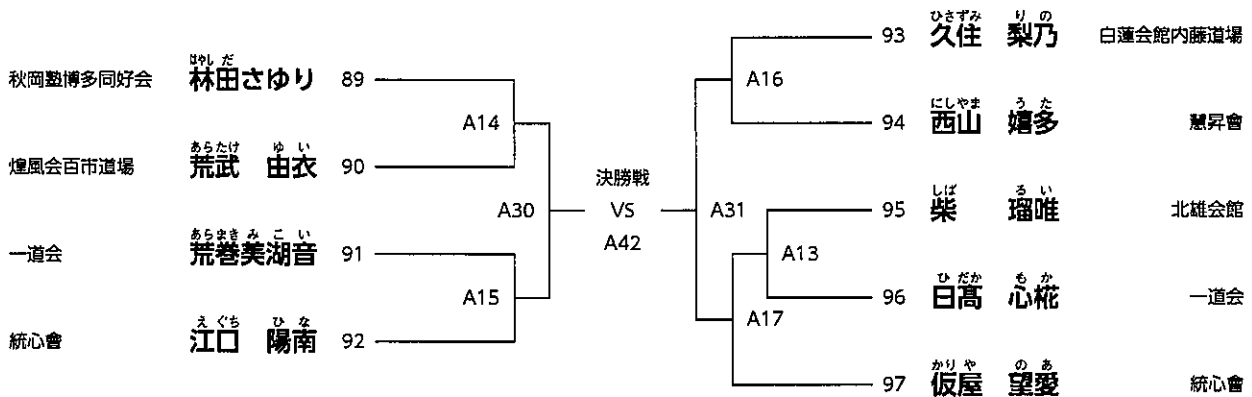 はやし だ
秋岡塾博多同好会 林田さゆり 89
A14
あらたけ ゆ い
煌風会百市道場 荒武 由衣 90
A30
あらまき み こ い
一道会 荒巻美湖音 91
A15
え ぐち ひ な
統心會 江口 陽南 92
決勝戦
VS
A42
ひさずみ り の
93 久住 梨乃 白蓮会館内藤道場
A16
にしやま う た
94 西山 嬉多 慧昇會
A31
しば る い
95 柴 瑠唯 北雄会館
A13
ひ だか も か
96 日髙 心椛 一道会
A17
かり や の あ
97 仮屋 望愛 統心會